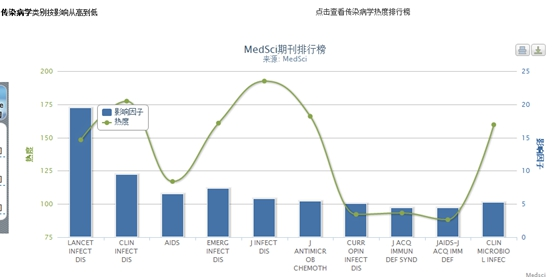 传染病学类别按影响从高到低
点击查看传染病学热度排行榜
MedSci期刊排行榜
来源: MedSci
200
175
150
125
100
75
热度
影响因子
热度
25
20
15
10
5
0
影响因子
LANCET INFECT DIS
CLIN INFECT DIS
AIDS
EMERG INFECT DIS
J INFECT DIS
J ANTIMICROB CHEMOTH
CURR OPIN INFECT DIS
J ACQ IMMUN DEF SYND
JAIDS-J ACQ IMM DEF
CLIN MICROBIOL INFEC
Medsci